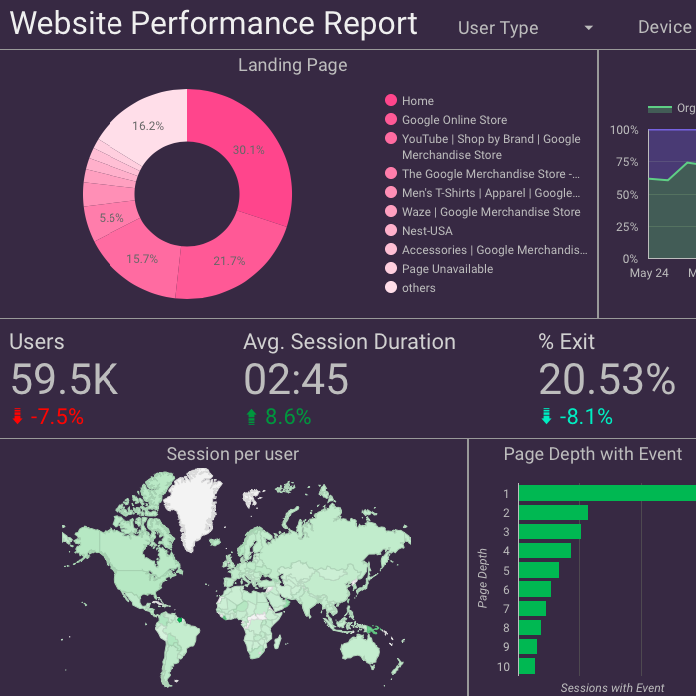 Website Performance Report
User Type
Device
Landing Page
16.2%
30.1%
5.6%
15.7%
21.7%
Home
Google Online Store
YouTube | Shop by Brand | Google
Merchandise Store
The Google Merchandise Store -...
Men's T-Shirts | Apparel | Google...
Waze | Google Merchandise Store
Nest-USA
Accessories | Google Merchandis...
Page Unavailable
others
Org
100%
75%
50%
25%
0%
May 24
M
Users
59.5K
-7.5%
Avg. Session Duration
02:45
8.6%
% Exit
20.53%
-8.1%
Session per user
Page Depth with Event
Page Depth
1
2
3
4
5
6
7
8
9
10
Sessions with Event